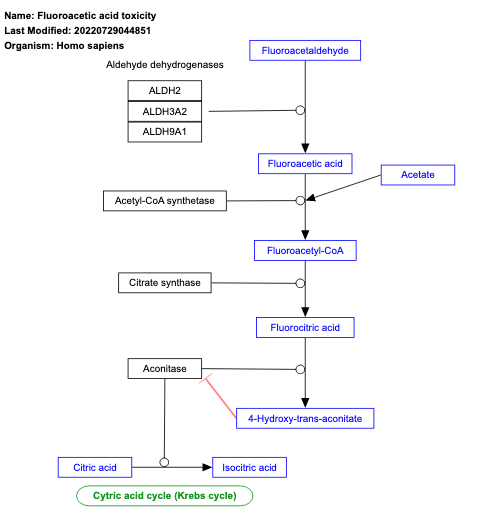 Name: Fluoroacetic acid toxicity
Last Modified: 20220729044851
Organism: Homo sapiens
Fluoroacetaldehyde
Aldehyde dehydrogenases
ALDH2
ALDH3A2
ALDH9A1
Fluoroacetic acid
Acetate
Acetyl-CoA synthetase
Fluoroacetyl-CoA
Citrate synthase
Fluorocitric acid
Aconitase
4-Hydroxy-trans-aconitate
Citric acid
Isocitric acid
Cytric acid cycle (Krebs cycle)